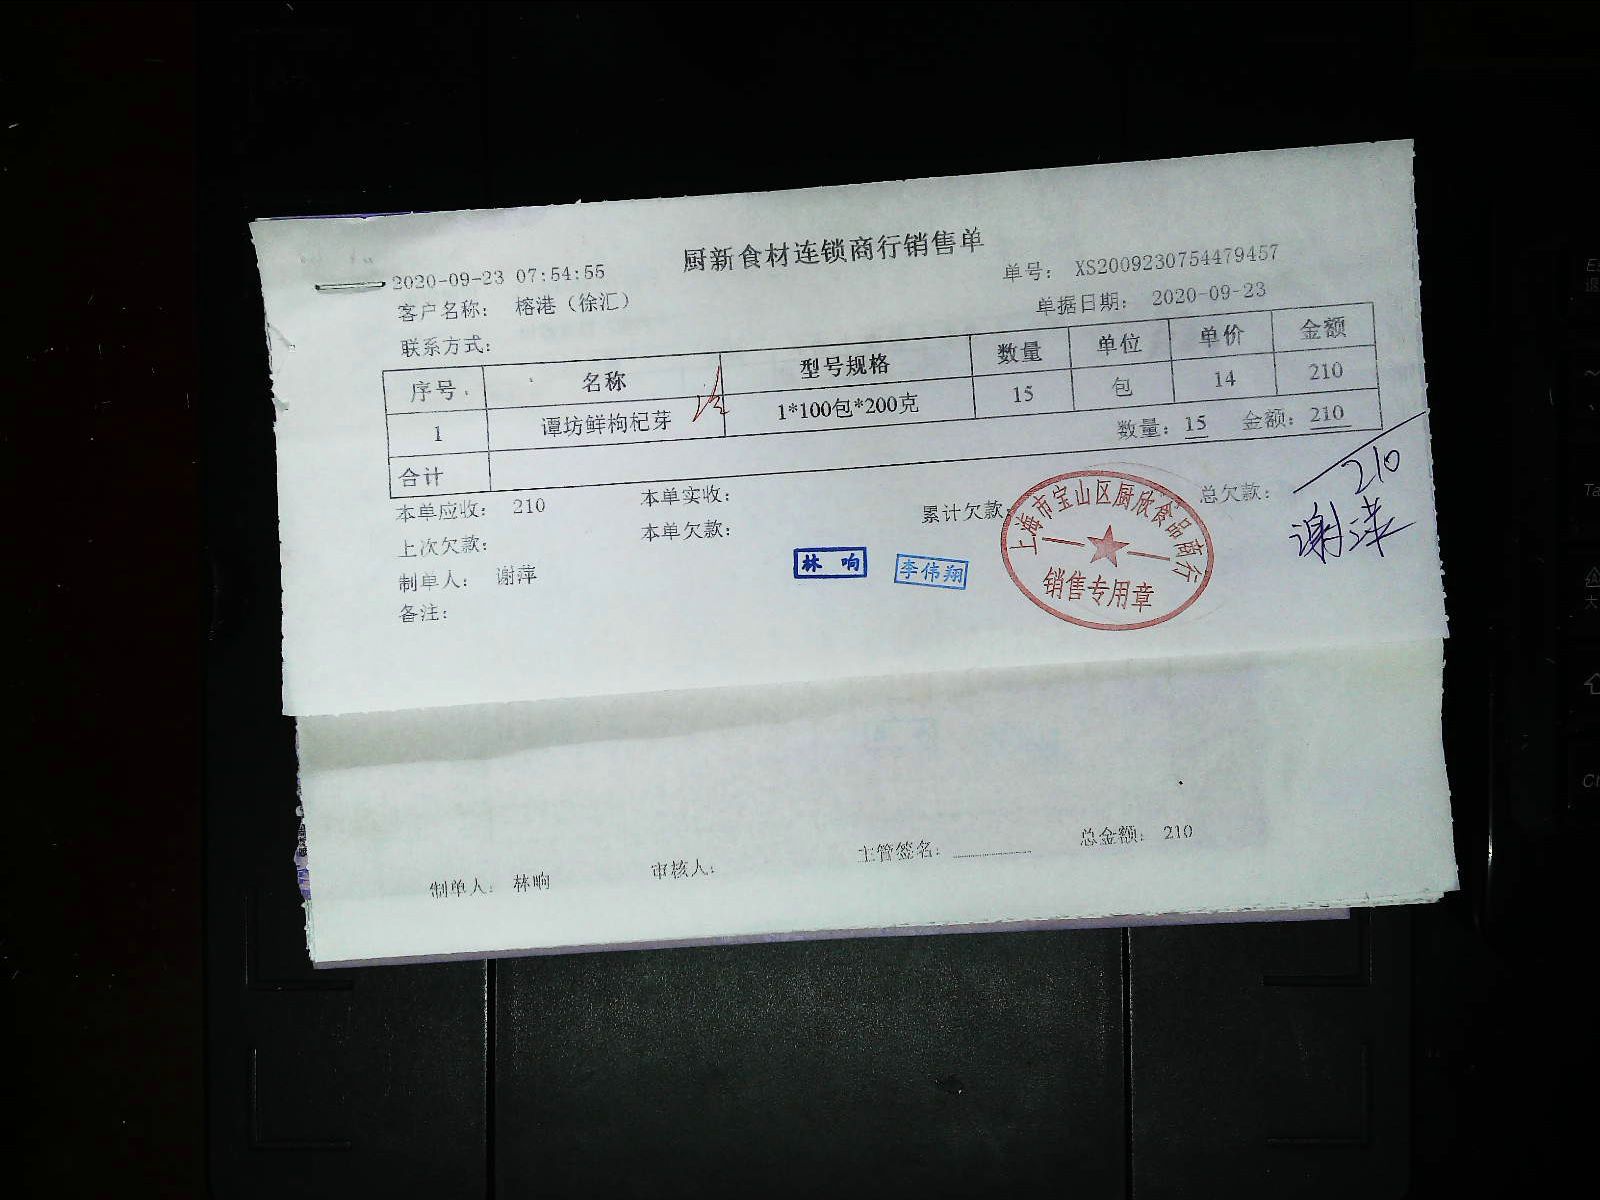 厨新食材连锁商行销售单
2020-09-23 07:54:55
单号: XS2009230754479457
客户名称: 榕港（徐汇）
单据日期: 2020-09-23
联系方式:
序号 名称 型号规格 数量 单位 单价 金额
1 谭坊鲜枸杞芽 1*100包*200克 15 包 14 210
合计 数量: 15 金额: 210
本单应收: 210 本单实收: 累计欠款: 总欠款:
上次欠款: 本单欠款:
制单人: 谢萍
备注:
210
谢萍
林响
李伟翔
上海市宝山区厨欣食品商行
销售专用章
制单人: 林响 审核人: 主管签名: 总金额: 210